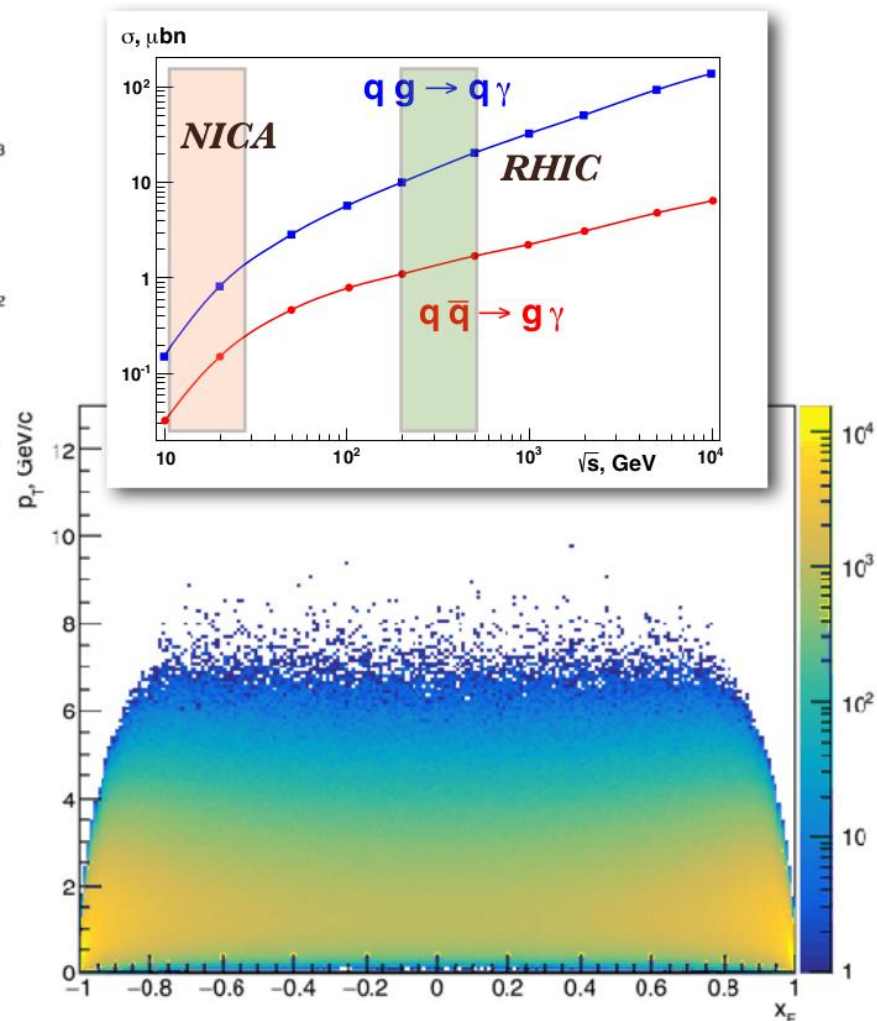 σ, μbn
10²
10
1
10⁻¹
NICA
q g → q γ
RHIC
q q̅ → g γ
10 10² 10³ 10⁴
√s, GeV
3
2
p_T, GeV/c
12
10
8
6
4
2
0
−1 −0.8 −0.6 −0.4 −0.2 0 0.2 0.4 0.6 0.8 1
x_F
10⁴
10³
10²
10
1